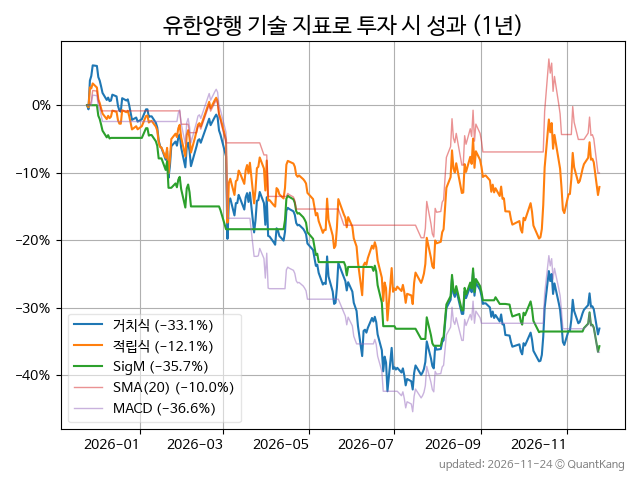 유한양행 기술 지표로 투자 시 성과 (1년)
0%
−10%
−20%
−30%
−40%
거치식 (−33.1%)
적립식 (−12.1%)
SigM (−35.7%)
SMA(20) (−10.0%)
MACD (−36.6%)
2026−01 2026−03 2026−05 2026−07 2026−09 2026−11
updated: 2026−11−24 © QuantKang